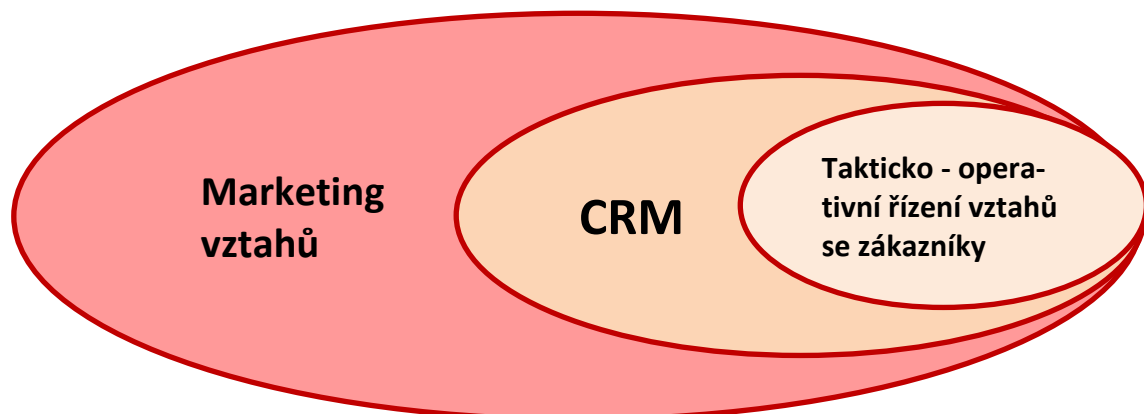 Marketing
vztahů
CRM
Takticko - opera-
tivní řízení vztahů
se zákazníky